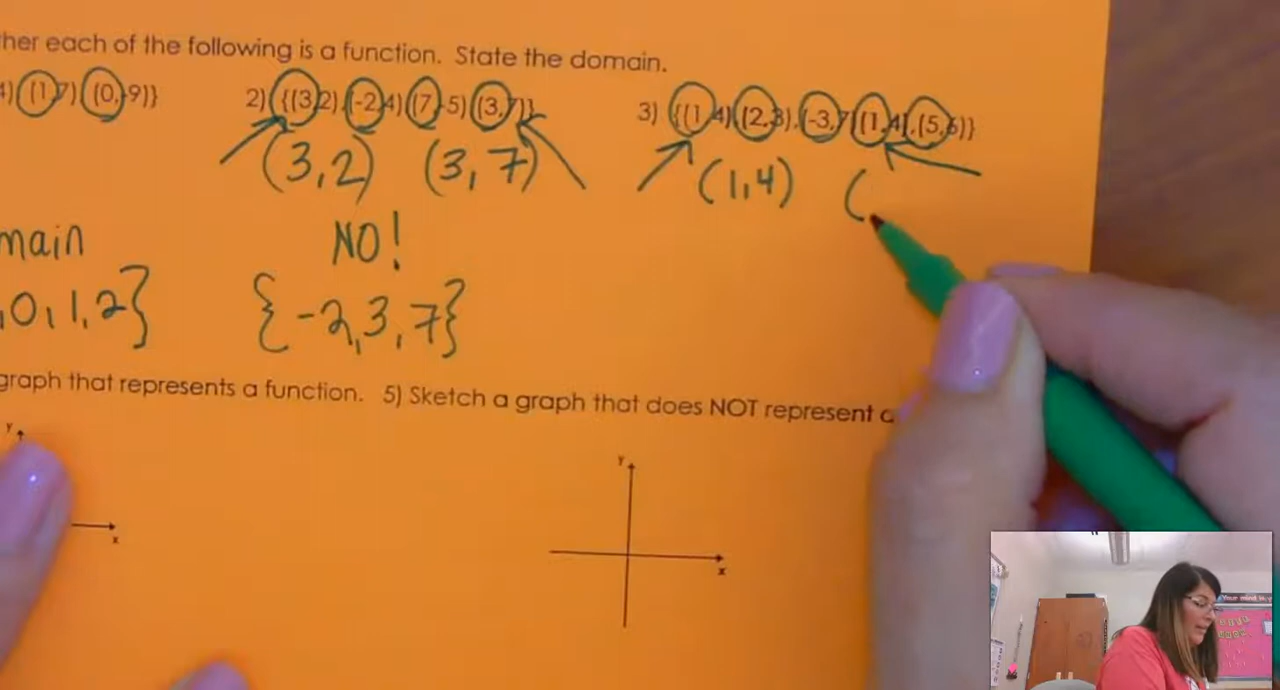 ther each of the following is a function. State the domain.
4) (1,7) (0,-9)}
2) {(3,2) (-2,4) (7,-5) (3,7)}
3) {(1,4),(2,3),(-3,7)(1,4),(5,6)}
(3,2) (3,7)
(1,4) (
main
NO!
,0,1,2}
{-2,3,7}
graph that represents a function. 5) Sketch a graph that does NOT represent a
Y
x
Y
x